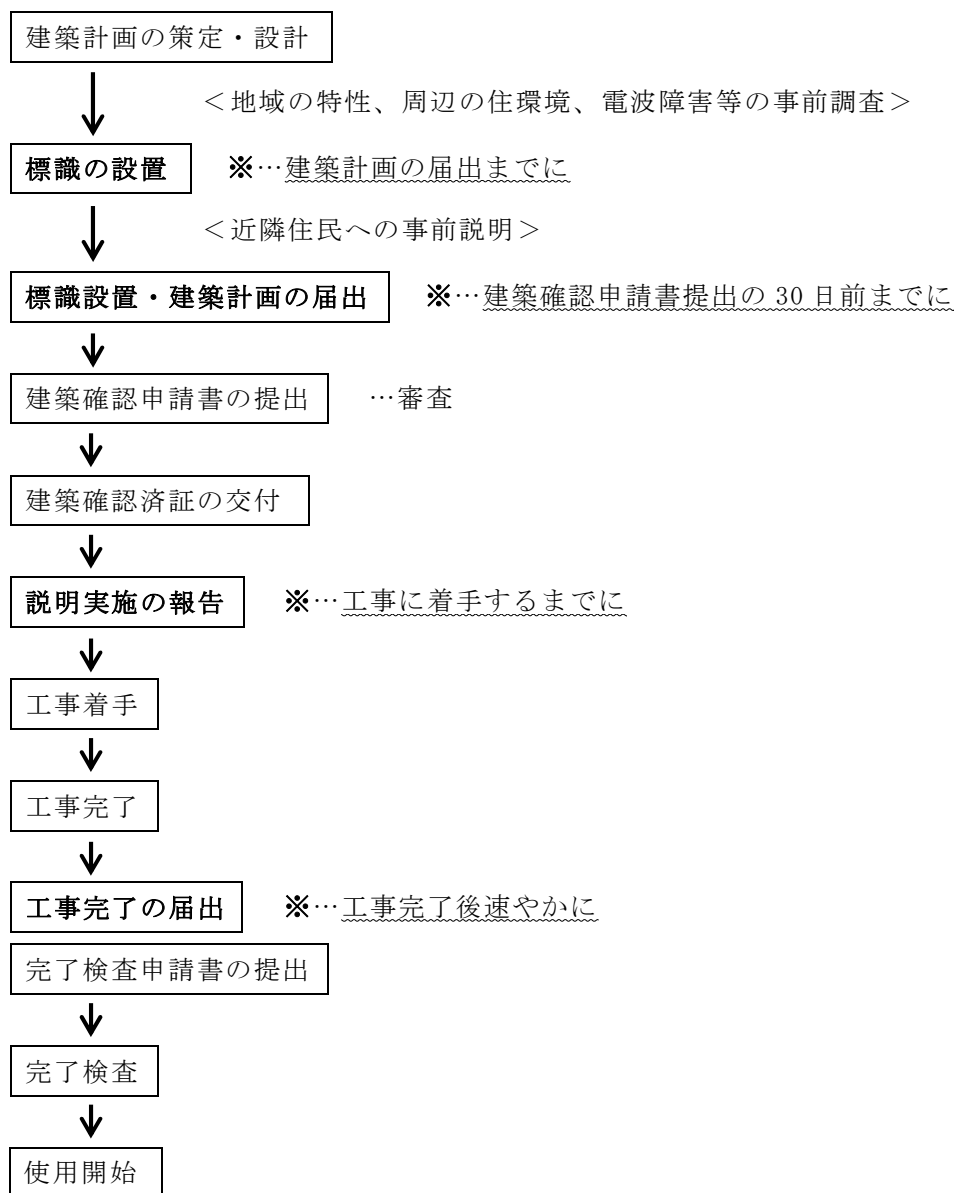 建築計画の策定・設計
＜地域の特性、周辺の住環境、電波障害等の事前調査＞
標識の設置 ※…建築計画の届出までに
＜近隣住民への事前説明＞
標識設置・建築計画の届出 ※…建築確認申請書提出の 30 日前までに
建築確認申請書の提出 …審査
建築確認済証の交付
説明実施の報告 ※…工事に着手するまでに
工事着手
工事完了
工事完了の届出 ※…工事完了後速やかに
完了検査申請書の提出
完了検査
使用開始